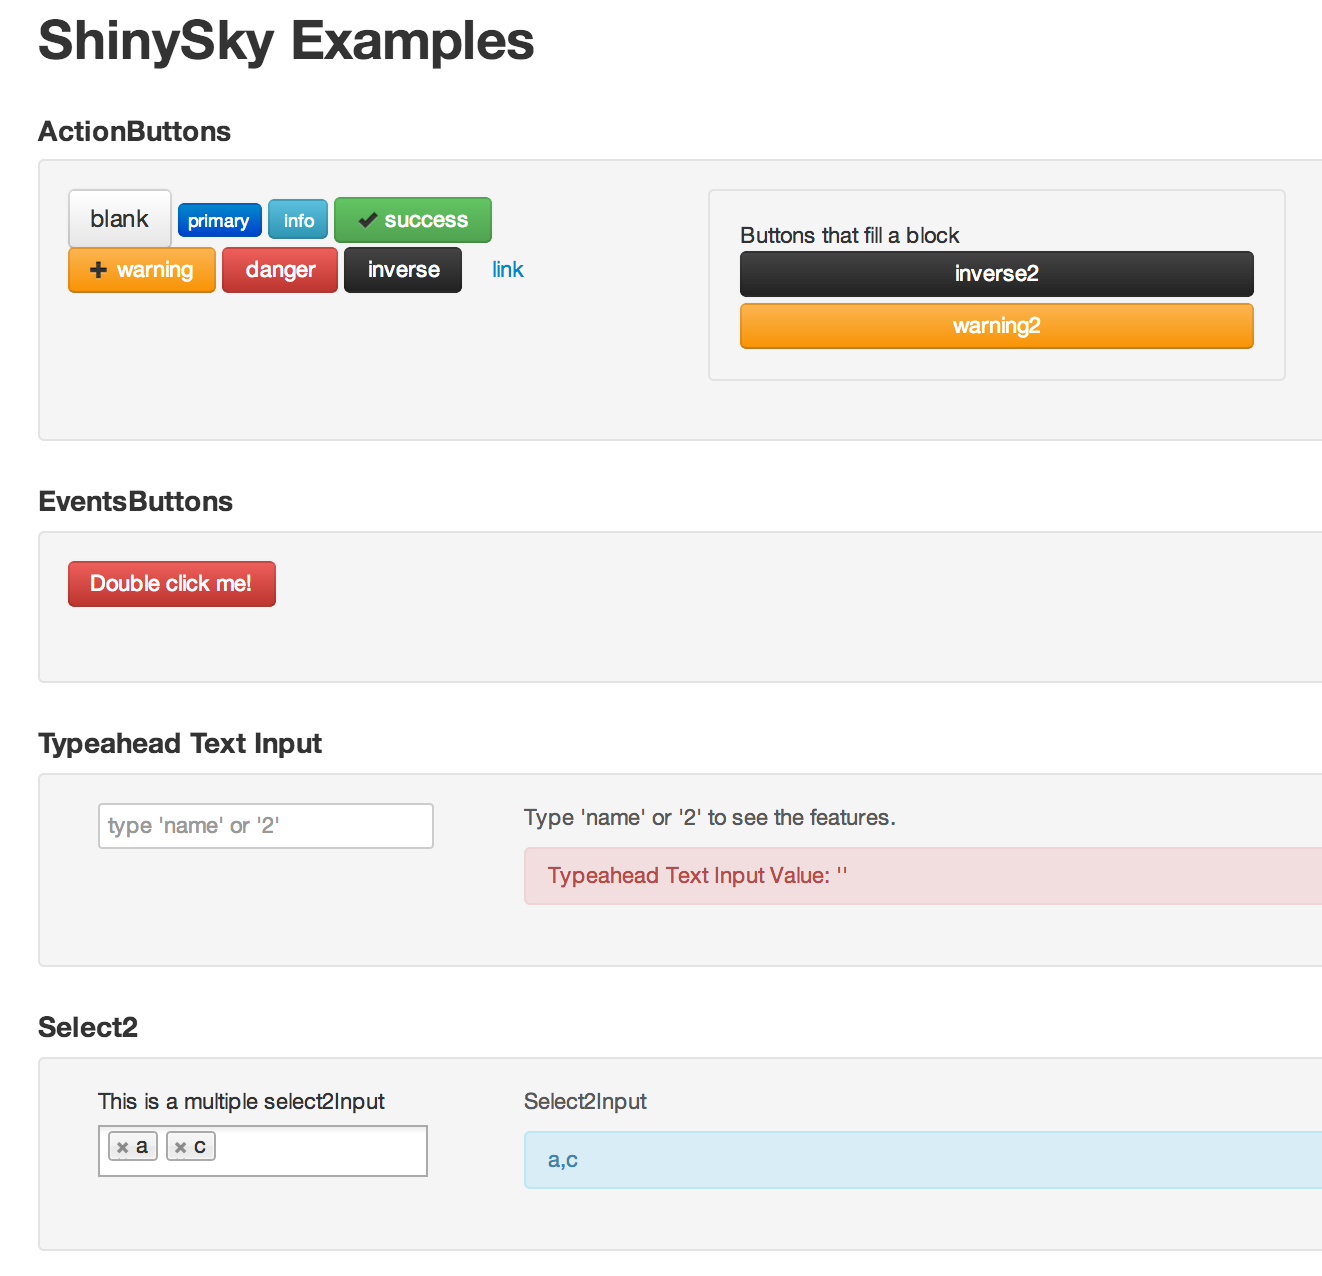 ShinySky Examples
ActionButtons
blank primary info success
warning danger inverse link
Buttons that fill a block
inverse2
warning2
EventsButtons
Double click me!
Typeahead Text Input
type 'name' or '2'
Type 'name' or '2' to see the features.
Typeahead Text Input Value: ''
Select2
This is a multiple select2Input
a c
Select2Input
a,c